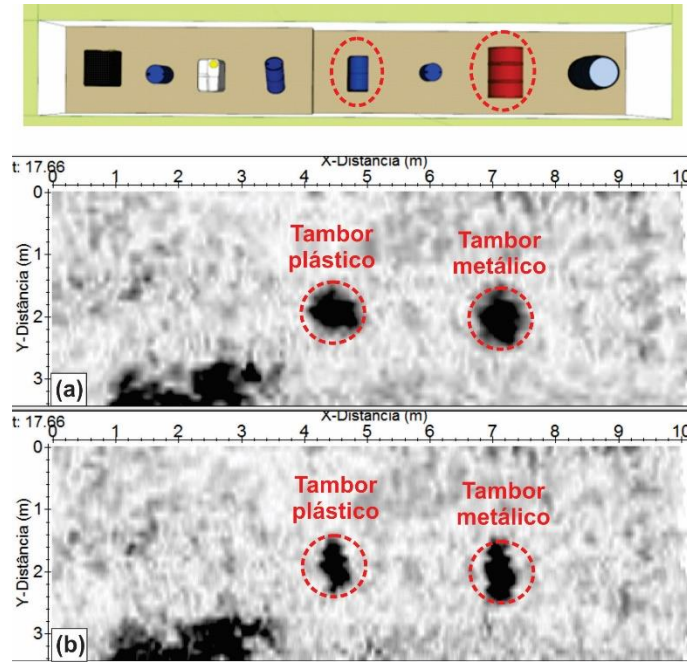 X-Distância (m)
t: 17.66
0 1 2 3 4 5 6 7 8 9 10
Y-Distância (m)
0
1
2
3
Tambor
plástico
Tambor
metálico
(a)
X-Distância (m)
t: 17.66
0 1 2 3 4 5 6 7 8 9 10
Y-Distância (m)
0
1
2
3
Tambor
plástico
Tambor
metálico
(b)